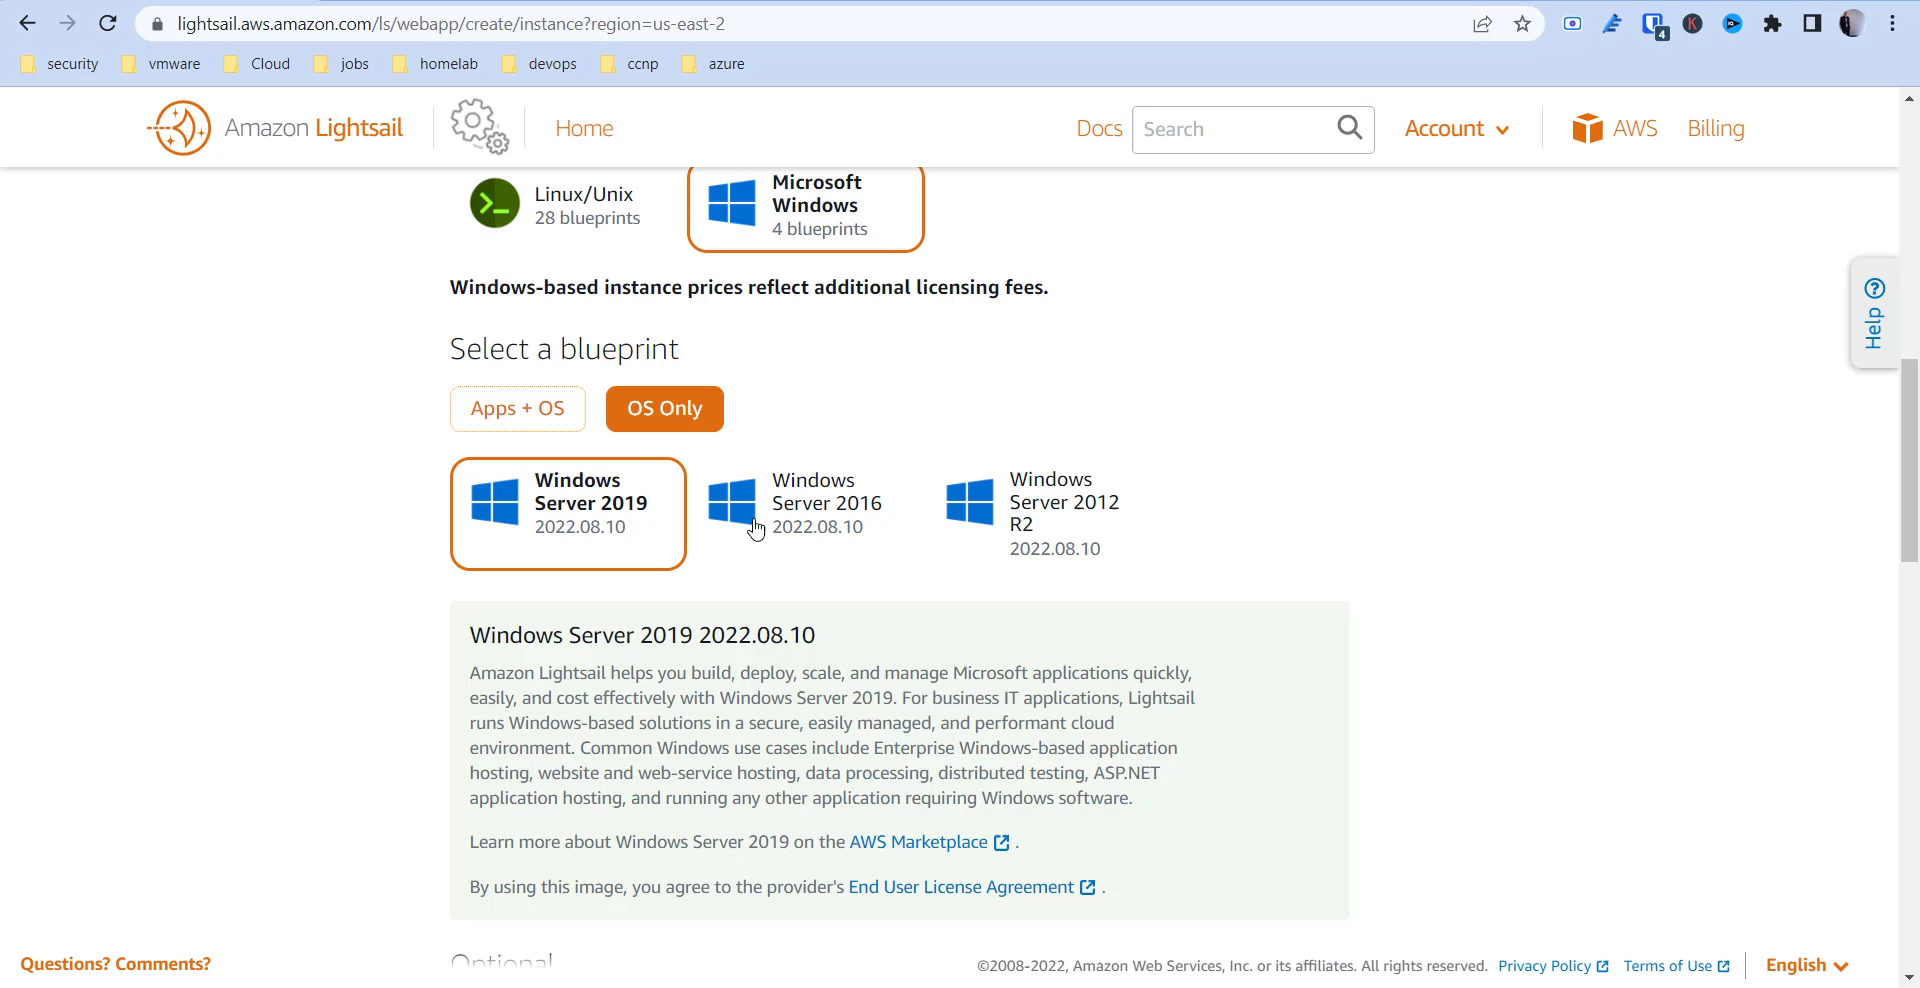 lightsail.aws.amazon.com/ls/webapp/create/instance?region=us-east-2
4
K
security
vmware
Cloud
jobs
homelab
devops
ccnp
azure
Amazon Lightsail
Home
Docs
Search
Account
AWS
Billing
Linux/Unix
28 blueprints
Microsoft
Windows
4 blueprints
Windows-based instance prices reflect additional licensing fees.
Help
Select a blueprint
Apps + OS
OS Only
Windows
Server 2019
2022.08.10
Windows
Server 2016
2022.08.10
Windows
Server 2012
R2
2022.08.10
Windows Server 2019 2022.08.10
Amazon Lightsail helps you build, deploy, scale, and manage Microsoft applications quickly,
easily, and cost effectively with Windows Server 2019. For business IT applications, Lightsail
runs Windows-based solutions in a secure, easily managed, and performant cloud
environment. Common Windows use cases include Enterprise Windows-based application
hosting, website and web-service hosting, data processing, distributed testing, ASP.NET
application hosting, and running any other application requiring Windows software.
Learn more about Windows Server 2019 on the AWS Marketplace .
By using this image, you agree to the provider's End User License Agreement .
Optional
Questions? Comments?
©2008-2022, Amazon Web Services, Inc. or its affiliates. All rights reserved.
Privacy Policy
Terms of Use
English